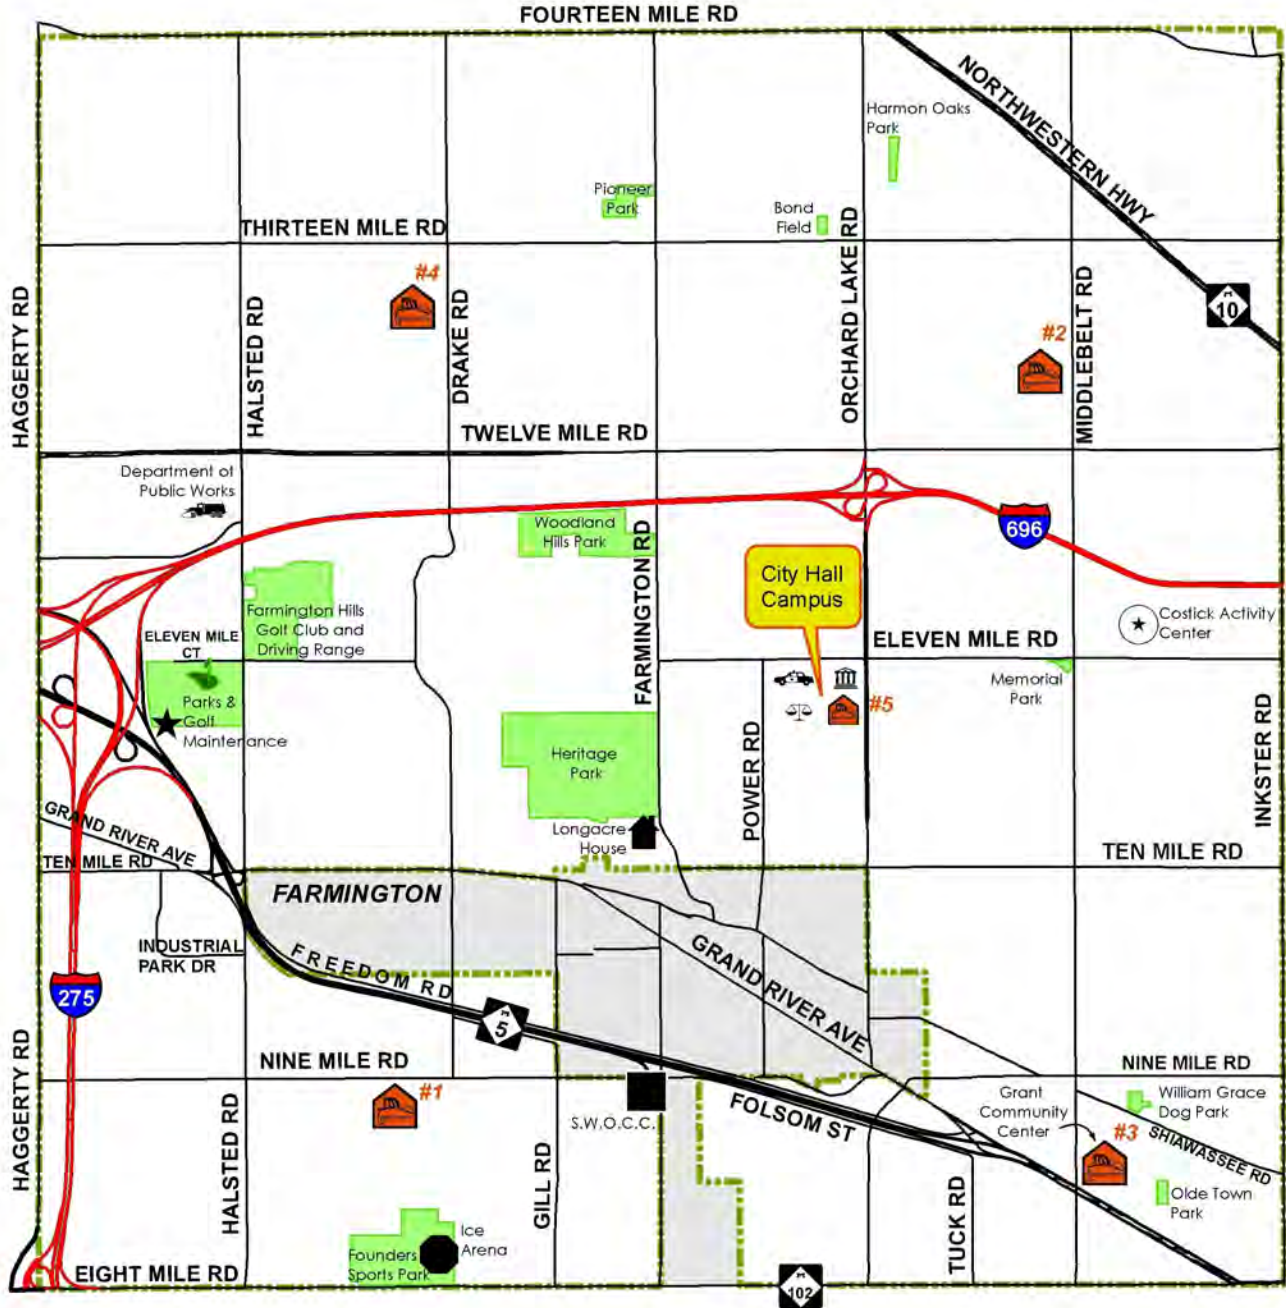 FOURTEEN MILE RD
NORTHWESTERN HWY
Harmon Oaks
Park
Pioneer
Park
Bond
Field
THIRTEEN MILE RD
#4
HAGGERTY RD
HALSTED RD
DRAKE RD
ORCHARD LAKE RD
MIDDLEBELT RD
M
10
#2
TWELVE MILE RD
Department of
Public Works
Woodland
Hills Park
FARMINGTON RD
696
City Hall
Campus
Farmington Hills
Golf Club and
Driving Range
ELEVEN MILE
CT
ELEVEN MILE RD
Costick Activity
Center
Parks &
Golf
Maintenance
Memorial
Park
#5
Heritage
Park
POWER RD
INKSTER RD
Longacre
House
GRAND RIVER AVE
TEN MILE RD
TEN MILE RD
FARMINGTON
INDUSTRIAL
PARK DR
FREEDOM RD
GRAND RIVER AVE
275
M
5
HAGGERTY RD
NINE MILE RD
NINE MILE RD
#1
S.W.O.C.C.
FOLSOM ST
Grant
Community
Center
William Grace
Dog Park
#3
SHIAWASSEE RD
HALSTED RD
GILL RD
TUCK RD
Olde Town
Park
Ice
Arena
Founders
Sports Park
EIGHT MILE RD
M
102